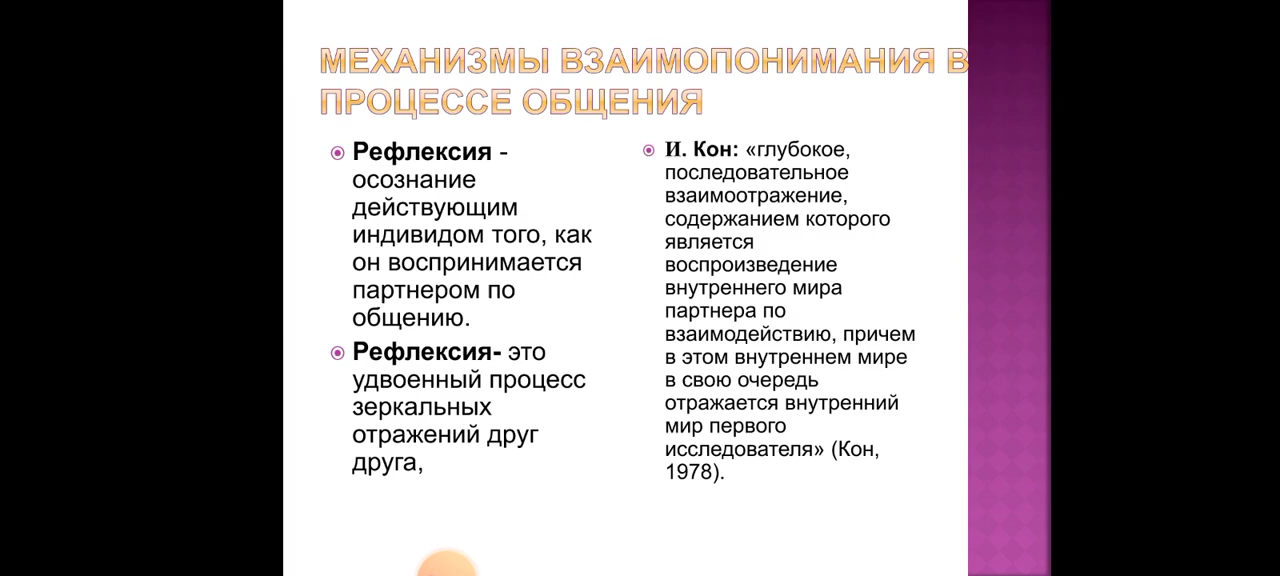 МЕХАНИЗМЫ ВЗАИМОПОНИМАНИЯ В
ПРОЦЕССЕ ОБЩЕНИЯ
Рефлексия -
осознание
действующим
индивидом того, как
он воспринимается
партнером по
общению.
Рефлексия- это
удвоенный процесс
зеркальных
отражений друг
друга,
И. Кон: «глубокое,
последовательное
взаимоотражение,
содержанием которого
является
воспроизведение
внутреннего мира
партнера по
взаимодействию, причем
в этом внутреннем мире
в свою очередь
отражается внутренний
мир первого
исследователя» (Кон,
1978).